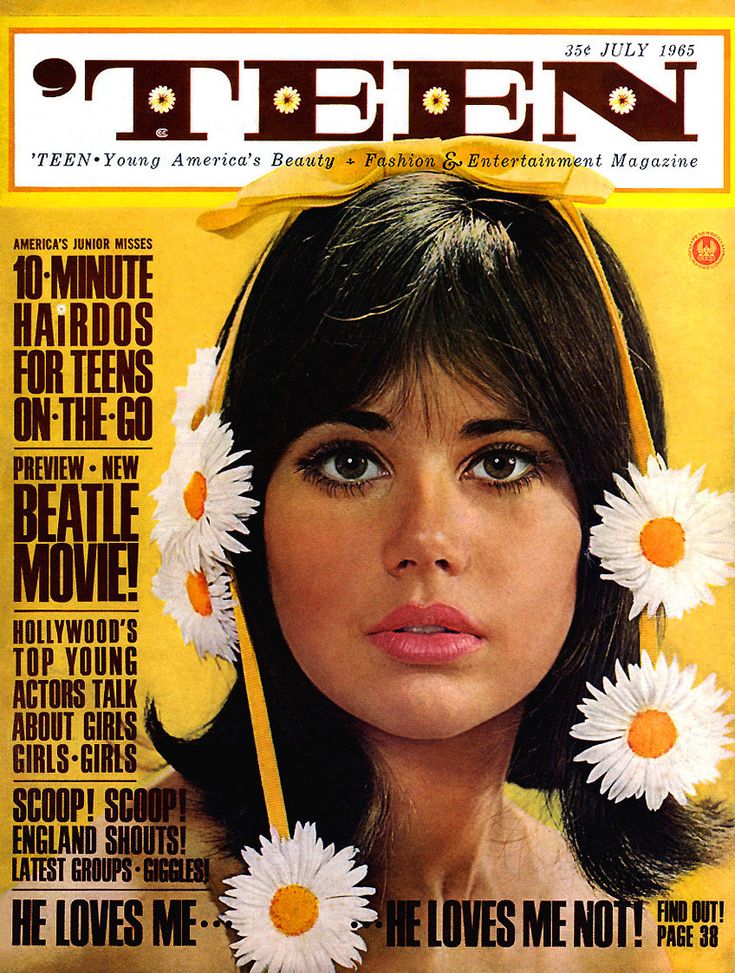 35¢ JULY 1965
'TEEN
'TEEN • Young America's Beauty + Fashion & Entertainment Magazine
AMERICA'S JUNIOR MISSES
10·MINUTE
HAiRDOS
FOR TEENS
ON·THE·GO
PREVIEW · NEW
BEATLE
MOVIE!
HOLLYWOOD'S
TOP YOUNG
ACTORS TALK
ABOUT GIRLS
GIRLS·GIRLS
SCOOP! SCOOP!
ENGLAND SHOUTS!
LATEST GROUPS · GIGGLES!
HE LOVES ME··· ···HE LOVES ME NOT!
FIND OUT!
PAGE 38